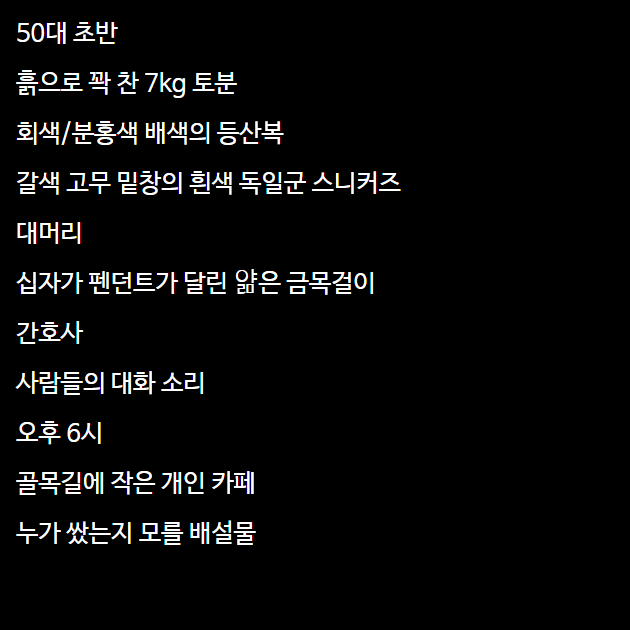 50대 초반
흙으로 꽉 찬 7kg 토분
회색/분홍색 배색의 등산복
갈색 고무 밑창의 흰색 독일군 스니커즈
대머리
십자가 펜던트가 달린 얆은 금목걸이
간호사
사람들의 대화 소리
오후 6시
골목길에 작은 개인 카페
누가 쌌는지 모를 배설물